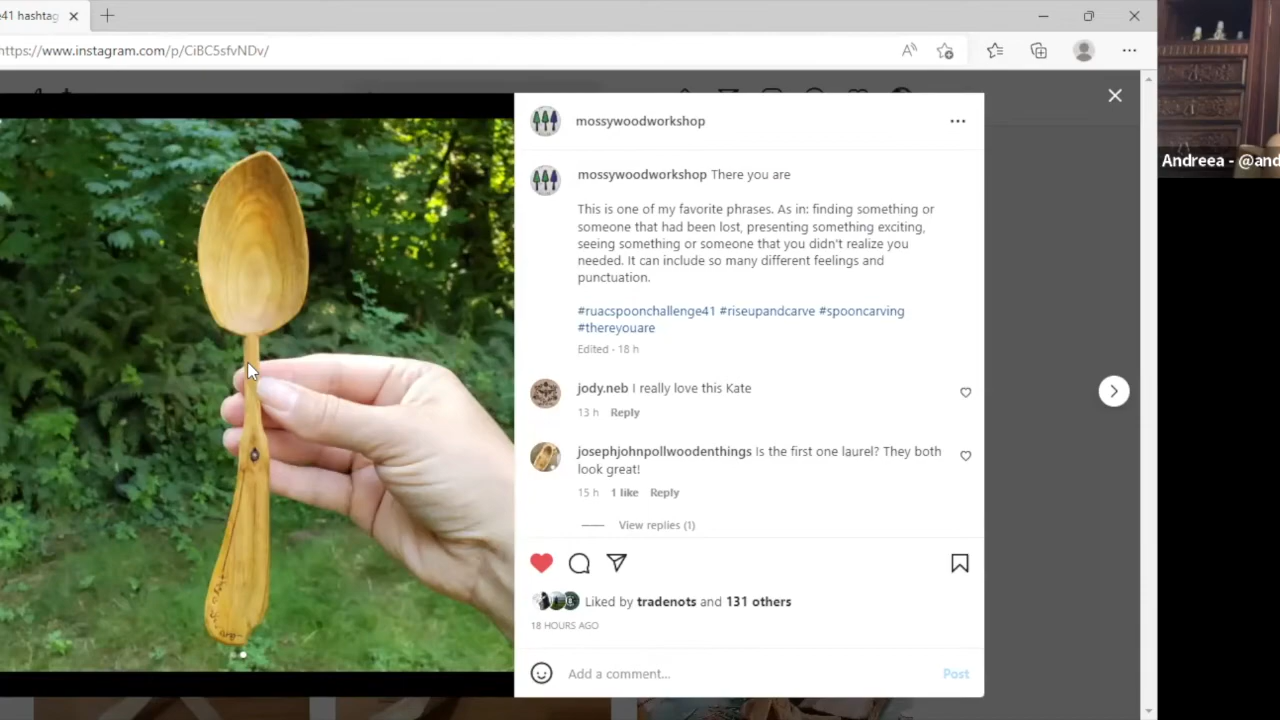 e41 hashtag
https://www.instagram.com/p/CiBC5sfvNDv/
Andreea - @and
mossywoodworkshop
mossywoodworkshop There you are
This is one of my favorite phrases. As in: finding something or
someone that had been lost, presenting something exciting,
seeing something or someone that you didn't realize you
needed. It can include so many different feelings and
punctuation.
#ruacspoonchallenge41 #riseupandcarve #spooncarving
#thereyouare
Edited · 18 h
jody.neb I really love this Kate
13 h Reply
josephjohnpollwoodenthings Is the first one laurel? They both
look great!
15 h 1 like Reply
View replies (1)
Liked by tradenots and 131 others
18 HOURS AGO
Add a comment...
Post